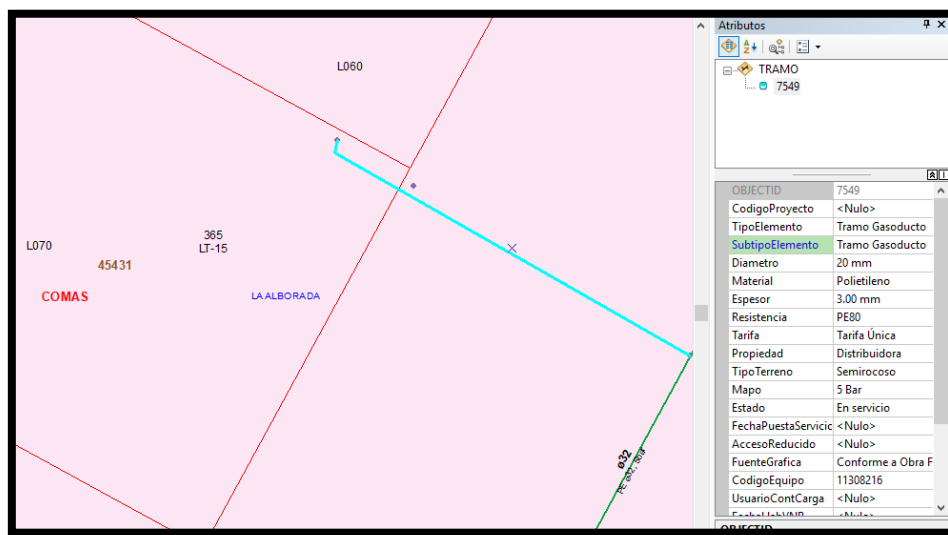 L060
365
LT-15
L070
45431
COMAS
LA ALBORADA
ø32
Atributos
TRAMO
7549
OBJECTID 7549
CodigoProyecto <Nulo>
TipoElemento Tramo Gasoducto
SubtipoElemento Tramo Gasoducto
Diametro 20 mm
Material Polietileno
Espesor 3.00 mm
Resistencia PE80
Tarifa Tarifa Única
Propiedad Distribuidora
TipoTerreno Semirocoso
Mapo 5 Bar
Estado En servicio
FechaPuestaServicic <Nulo>
AccesoReducido <Nulo>
FuenteGrafica Conforme a Obra F
CodigoEquipo 11308216
UsuarioContCarga <Nulo>
OBJECTID